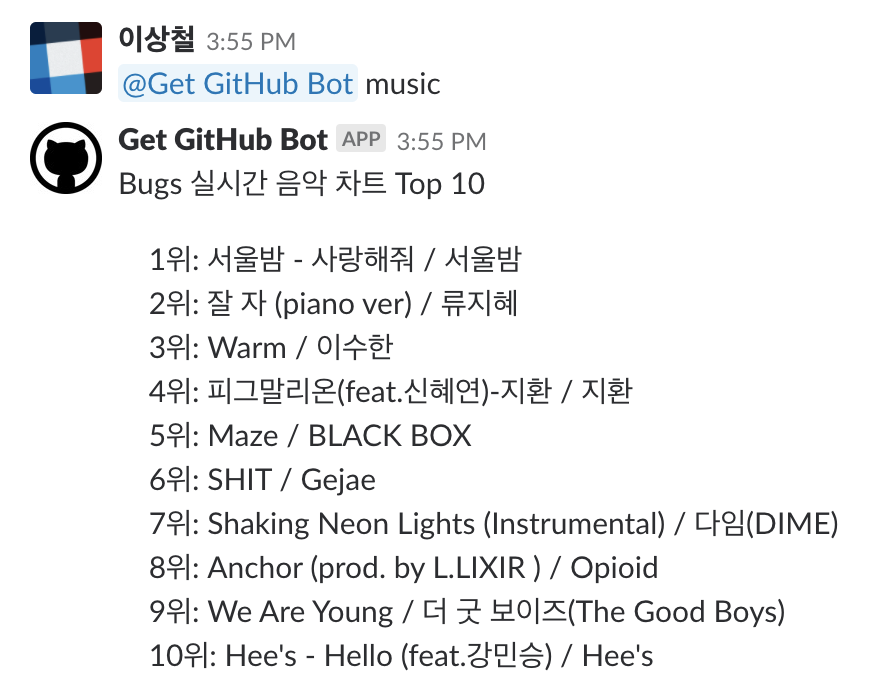 이상철 3:55 PM
@Get GitHub Bot music
Get GitHub Bot APP 3:55 PM
Bugs 실시간 음악 차트 Top 10
1위: 서울밤 - 사랑해줘 / 서울밤
2위: 잘 자 (piano ver) / 류지혜
3위: Warm / 이수한
4위: 피그말리온(feat.신혜연)-지환 / 지환
5위: Maze / BLACK BOX
6위: SHIT / Gejae
7위: Shaking Neon Lights (Instrumental) / 다임(DIME)
8위: Anchor (prod. by L.LIXIR ) / Opioid
9위: We Are Young / 더 굿 보이즈(The Good Boys)
10위: Hee's - Hello (feat.강민승) / Hee's